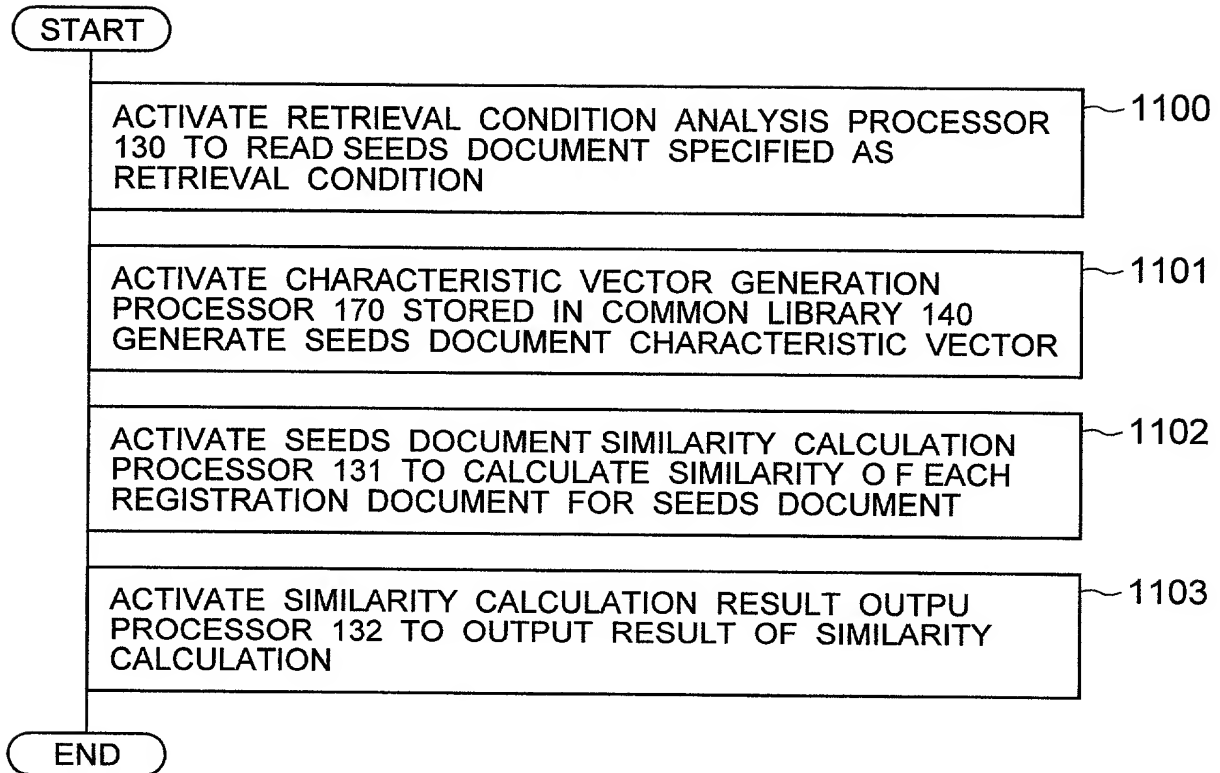 START
ACTIVATE RETRIEVAL CONDITION ANALYSIS PROCESSOR
130 TO READ SEEDS DOCUMENT SPECIFIED AS
RETRIEVAL CONDITION
1100
ACTIVATE CHARACTERISTIC VECTOR GENERATION
PROCESSOR 170 STORED IN COMMON LIBRARY 140
GENERATE SEEDS DOCUMENT CHARACTERISTIC VECTOR
1101
ACTIVATE SEEDS DOCUMENT SIMILARITY CALCULATION
PROCESSOR 131 TO CALCULATE SIMILARITY O F EACH
REGISTRATION DOCUMENT FOR SEEDS DOCUMENT
1102
ACTIVATE SIMILARITY CALCULATION RESULT OUTPU
PROCESSOR 132 TO OUTPUT RESULT OF SIMILARITY
CALCULATION
1103
END